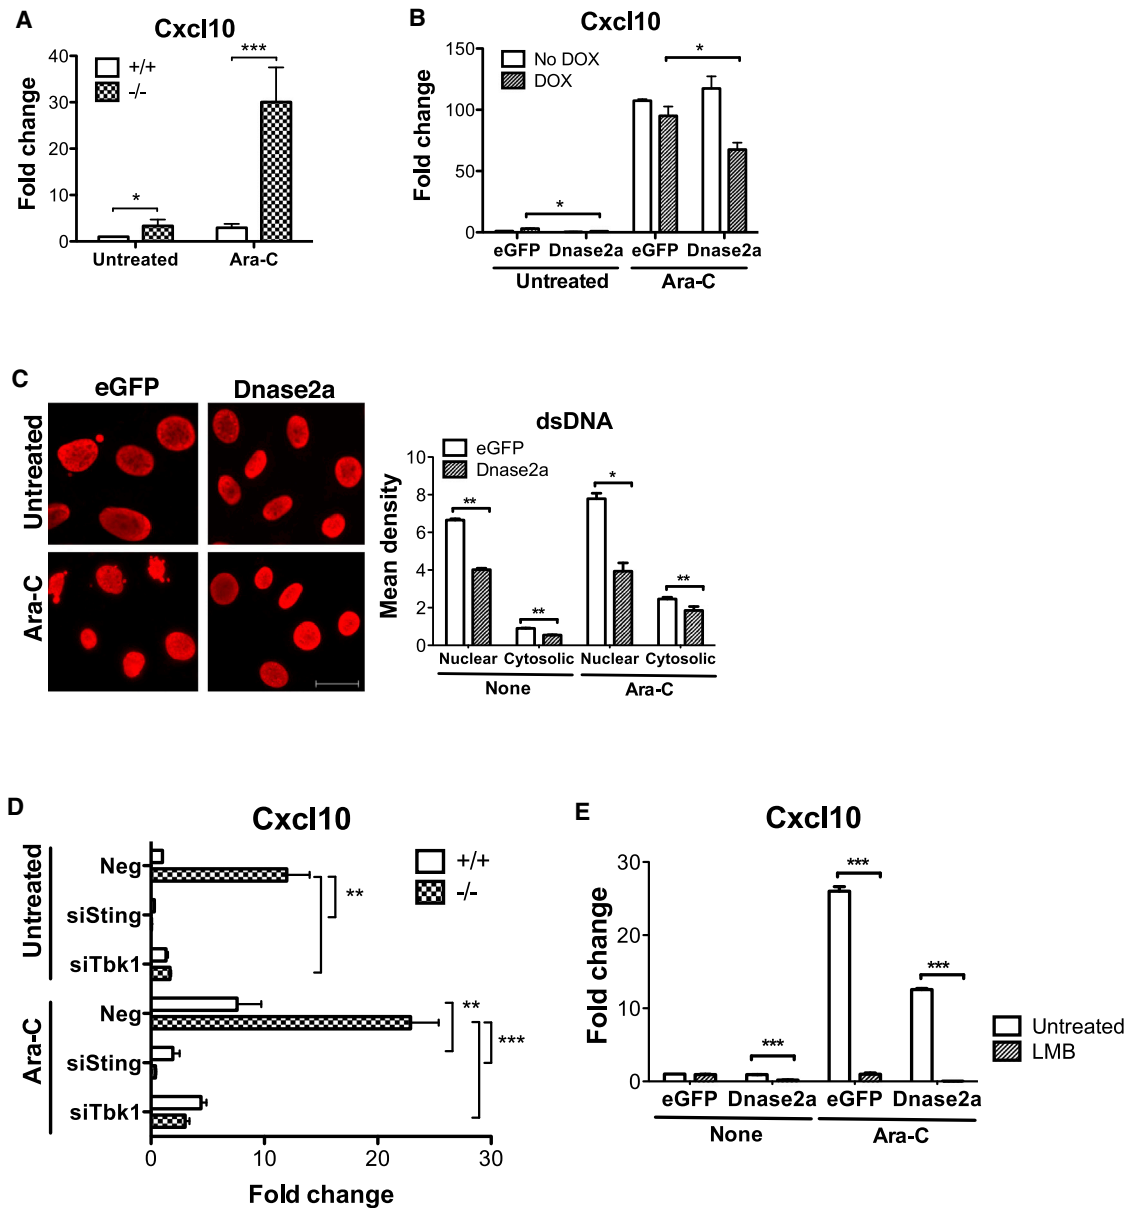 A
Cxcl10
Fold change
40
30
20
10
0
+/+
-/-
***
*
Untreated
Ara-C
B
Cxcl10
Fold change
150
100
50
0
No DOX
DOX
*
*
eGFP Dnase2a eGFP Dnase2a
Untreated
Ara-C
C
eGFP
Dnase2a
Untreated
Ara-C
dsDNA
Mean density
10
8
6
4
2
0
eGFP
Dnase2a
**
**
*
**
Nuclear Cytosolic Nuclear Cytosolic
None
Ara-C
D
Cxcl10
Untreated
Neg
siSting
siTbk1
Ara-C
Neg
siSting
siTbk1
+/+
-/-
**
**
***
0 10 20 30
Fold change
E
Cxcl10
Fold change
30
20
10
0
***
***
***
Untreated
LMB
eGFP Dnase2a eGFP Dnase2a
None
Ara-C